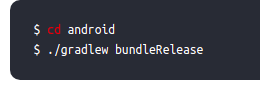 $ cd android
$ ./gradlew bundleRelease